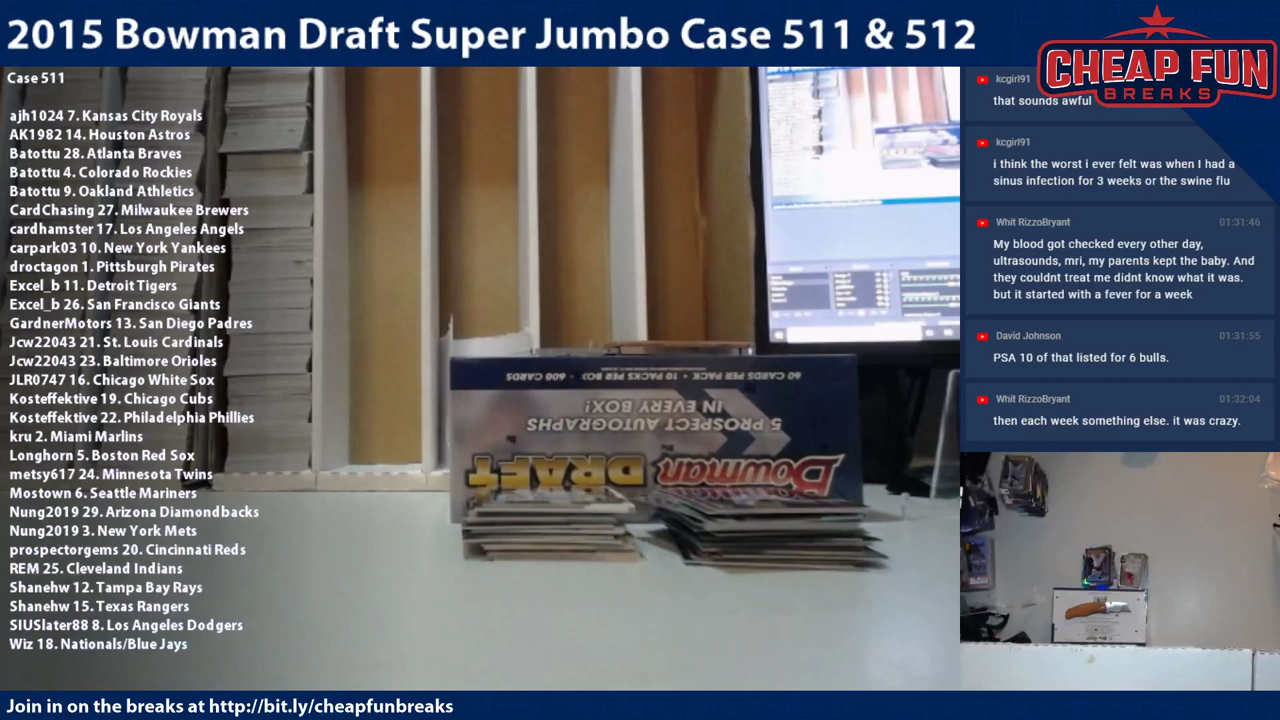 2015 Bowman Draft Super Jumbo Case 511 & 512
CHEAP FUN
BREAKS
Case 511
ajh1024 7. Kansas City Royals
AK1982 14. Houston Astros
Batottu 28. Atlanta Braves
Batottu 4. Colorado Rockies
Batottu 9. Oakland Athletics
CardChasing 27. Milwaukee Brewers
cardhamster 17. Los Angeles Angels
carpark03 10. New York Yankees
droctagon 1. Pittsburgh Pirates
Excel_b 11. Detroit Tigers
Excel_b 26. San Francisco Giants
GardnerMotors 13. San Diego Padres
Jcw22043 21. St. Louis Cardinals
Jcw22043 23. Baltimore Orioles
JLR0747 16. Chicago White Sox
Kosteffektive 19. Chicago Cubs
Kosteffektive 22. Philadelphia Phillies
kru 2. Miami Marlins
Longhorn 5. Boston Red Sox
metsy617 24. Minnesota Twins
Mostown 6. Seattle Mariners
Nung2019 29. Arizona Diamondbacks
Nung2019 3. New York Mets
prospectorgems 20. Cincinnati Reds
REM 25. Cleveland Indians
Shanehw 12. Tampa Bay Rays
Shanehw 15. Texas Rangers
SIUSlater88 8. Los Angeles Dodgers
Wiz 18. Nationals/Blue Jays
60 CARDS PER PACK • 10 PACKS PER BOX • 600 CARDS
5 PROSPECT AUTOGRAPHS
IN EVERY BOX!
Bowman DRAFT
kcgirl91
that sounds awful
kcgirl91
i think the worst i ever felt was when I had a
sinus infection for 3 weeks or the swine flu
Whit RizzoBryant 01:31:46
My blood got checked every other day,
ultrasounds, mri, my parents kept the baby. And
they couldnt treat me didnt know what it was.
but it started with a fever for a week
David Johnson 01:31:55
PSA 10 of that listed for 6 bulls.
Whit RizzoBryant 01:32:04
then each week something else. it was crazy.
Join in on the breaks at http://bit.ly/cheapfunbreaks